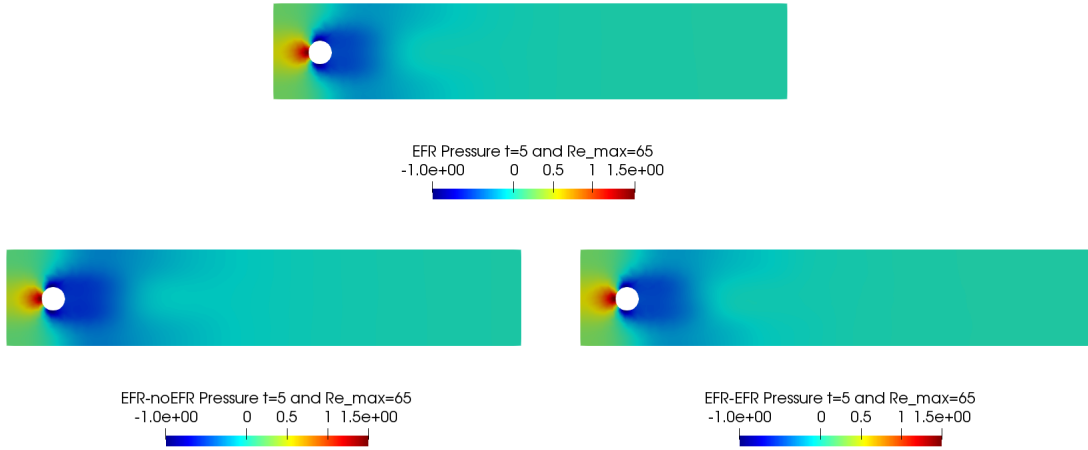 EFR Pressure t=5 and Re_max=65
-1.0e+00 0 0.5 1 1.5e+00
EFR-noEFR Pressure t=5 and Re_max=65
-1.0e+00 0 0.5 1 1.5e+00
EFR-EFR Pressure t=5 and Re_max=65
-1.0e+00 0 0.5 1 1.5e+00